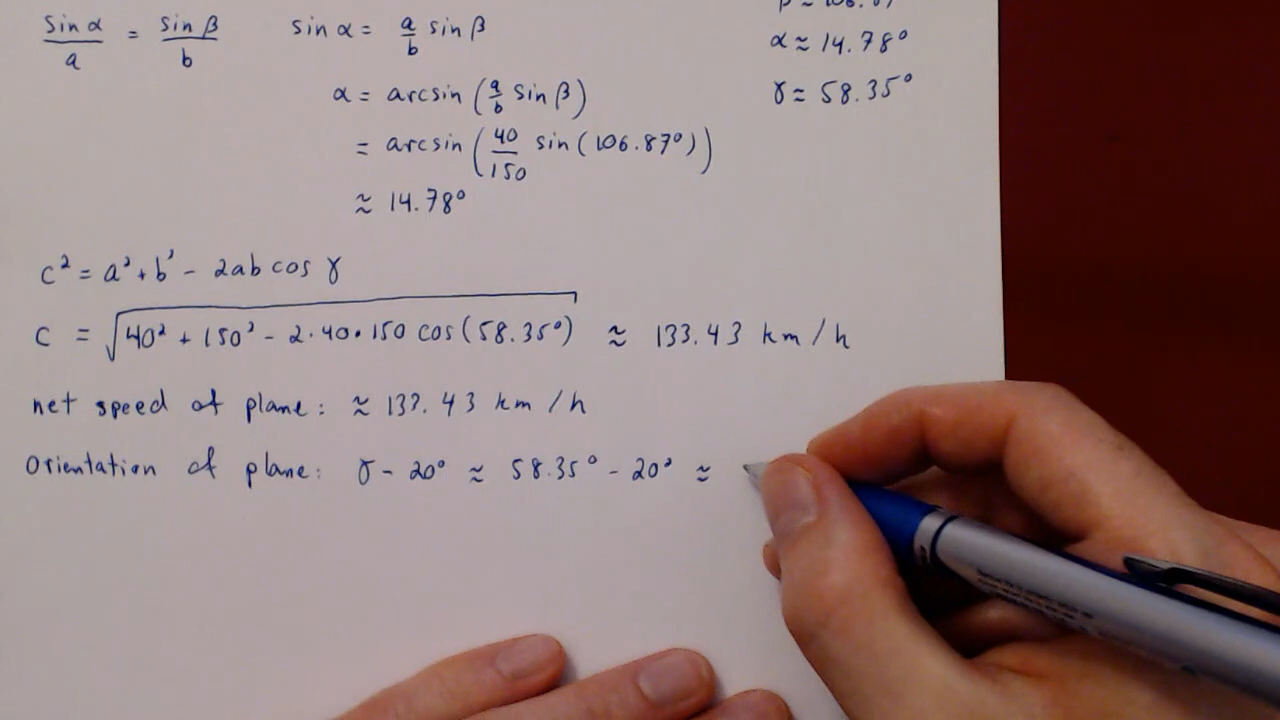 sin α / a = sin β / b    sin α = a/b sin β
α = arcsin (a/b sin β)
= arcsin (40/150 sin (106.87°))
≈ 14.78°
α ≈ 14.78°
γ ≈ 58.35°
c² = a² + b² - 2ab cos γ
c = √(40² + 150² - 2·40·150 cos(58.35°)) ≈ 133.43 km/h
net speed of plane: ≈ 133.43 km/h
Orientation of plane: γ - 20° ≈ 58.35° - 20° ≈